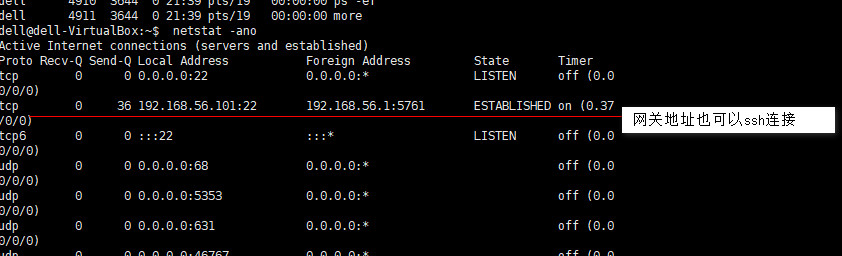 dell 4910 3644 0 21:39 pts/19 00:00:00 ps -ef
dell 4911 3644 0 21:39 pts/19 00:00:00 more
dell@dell-VirtualBox:~$ netstat -ano
Active Internet connections (servers and established)
Proto Recv-Q Send-Q Local Address Foreign Address State Timer
tcp 0 0 0.0.0.0:22 0.0.0.0:* LISTEN off (0.0
0/0/0)
tcp 0 36 192.168.56.101:22 192.168.56.1:5761 ESTABLISHED on (0.37
/0/0)
网关地址也可以ssh连接
tcp6 0 0 :::22 :::* LISTEN off (0.0
0/0/0)
udp 0 0 0.0.0.0:68 0.0.0.0:* off (0.0
0/0/0)
udp 0 0 0.0.0.0:5353 0.0.0.0:* off (0.0
0/0/0)
udp 0 0 0.0.0.0:631 0.0.0.0:* off (0.0
0/0/0)
udp 0 0 0.0.0.0:46767 0.0.0.0:* off (0.0